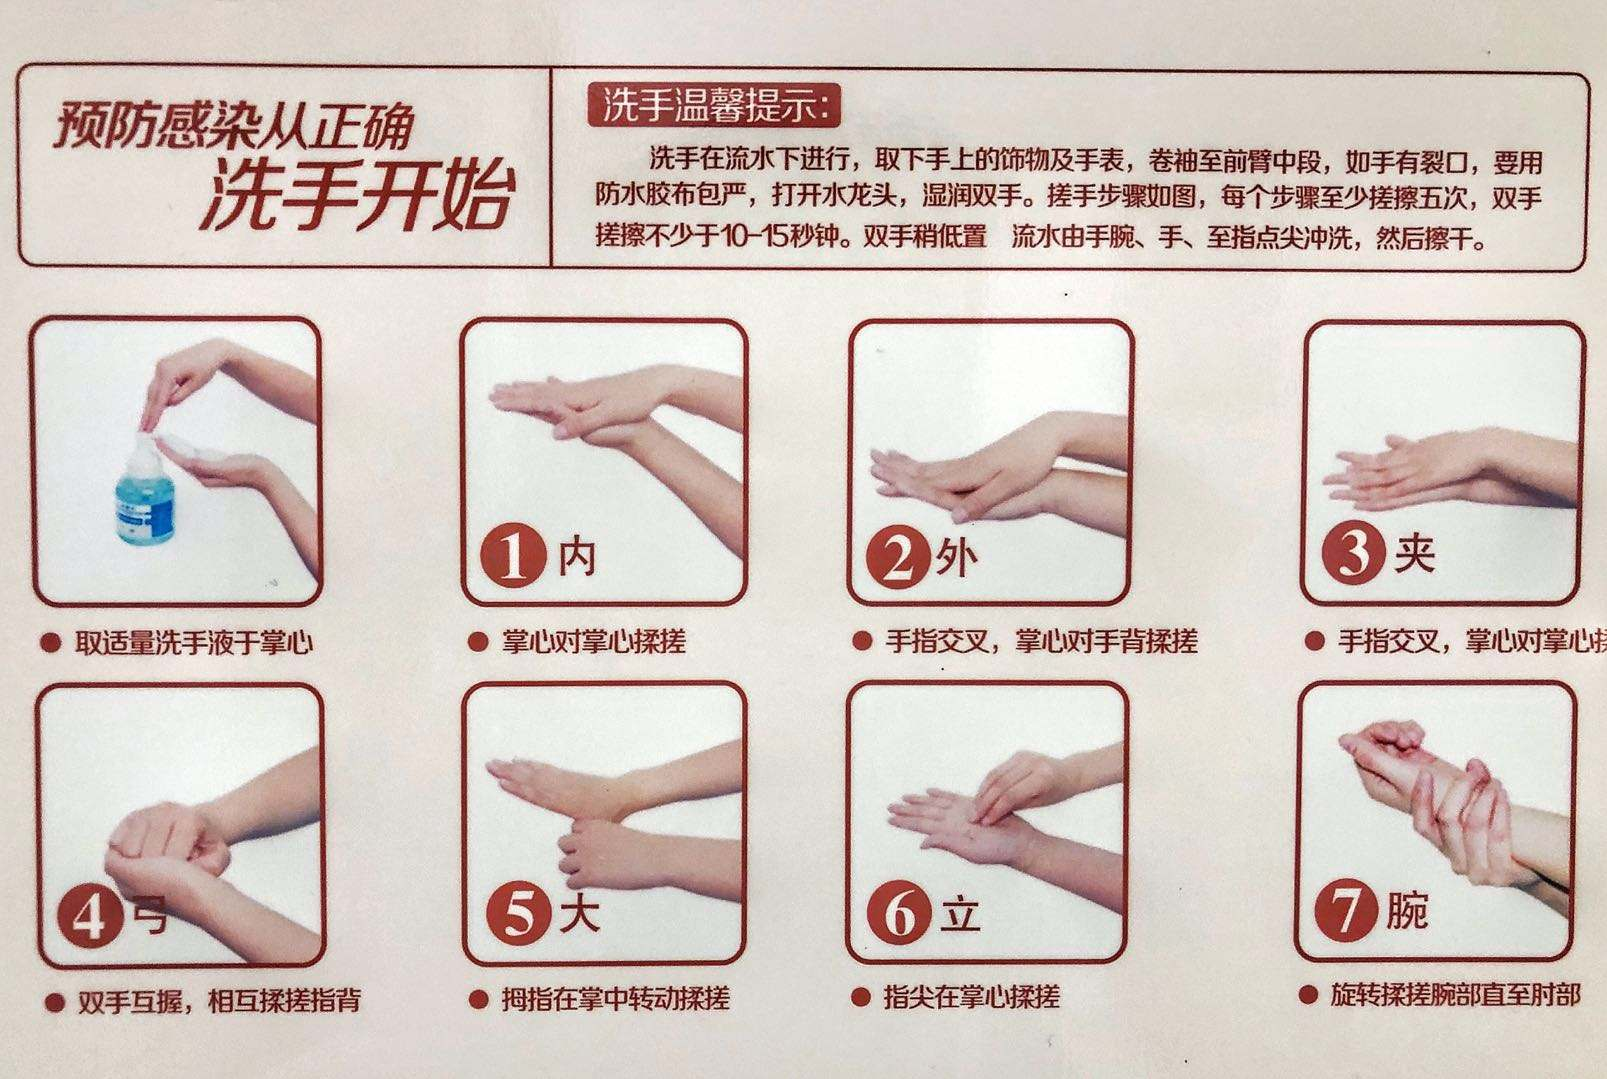 预防感染从正确
洗手开始
洗手温馨提示：
洗手在流水下进行，取下手上的饰物及手表，卷袖至前臂中段，如手有裂口，要用
防水胶布包严，打开水龙头，湿润双手。搓手步骤如图，每个步骤至少搓擦五次，双手
搓擦不少于10-15秒钟。双手稍低置 流水由手腕、手、至指点尖冲洗，然后擦干。
1 内
2 外
3 夹
取适量洗手液于掌心
掌心对掌心揉搓
手指交叉，掌心对手背揉搓
手指交叉，掌心对掌心
4 弓
5 大
6 立
7 腕
双手互握，相互揉搓指背
拇指在掌中转动揉搓
指尖在掌心揉搓
旋转揉搓腕部直至肘部